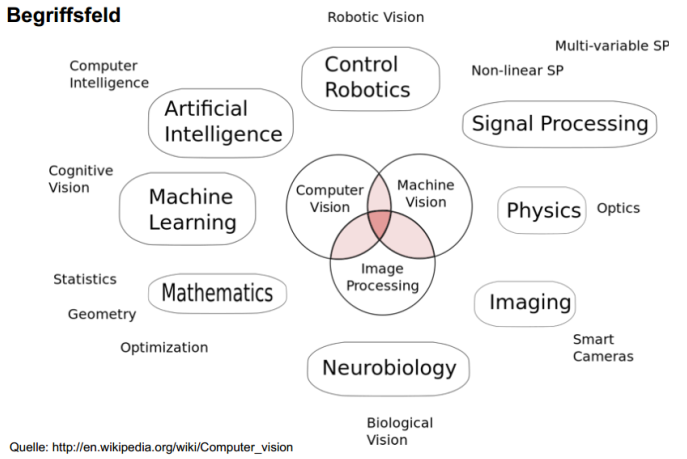 Begriffsfeld
Robotic Vision
Multi-variable SP
Non-linear SP
Computer
Intelligence
Control
Robotics
Artificial
Intelligence
Signal Processing
Cognitive
Vision
Machine
Learning
Computer
Vision
Machine
Vision
Physics
Optics
Image
Processing
Statistics
Mathematics
Geometry
Imaging
Optimization
Smart
Cameras
Neurobiology
Biological
Vision
Quelle: http://en.wikipedia.org/wiki/Computer_vision